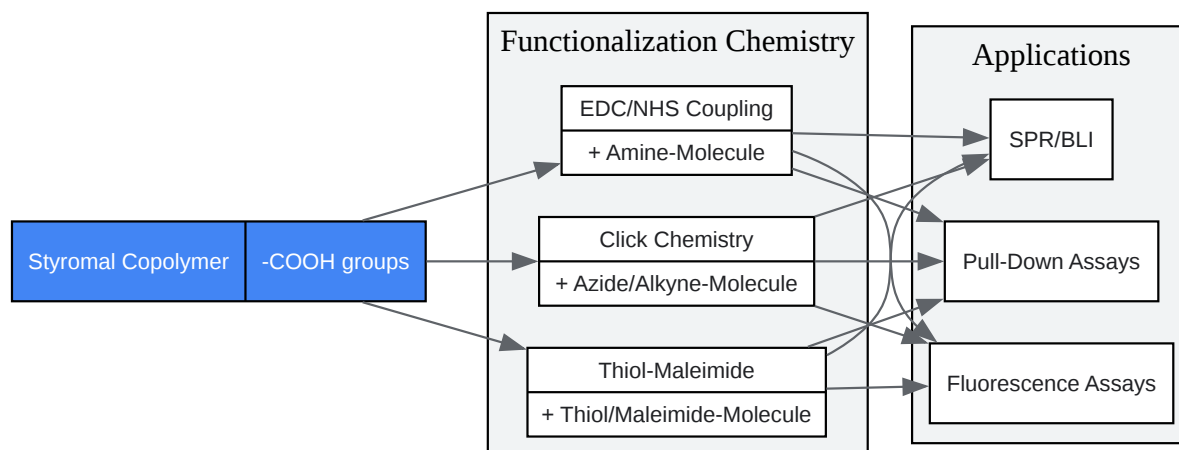 Functionalization Chemistry
Applications
EDC/NHS Coupling
+ Amine-Molecule
SPR/BLI
Styromal Copolymer
-COOH groups
Click Chemistry
+ Azide/Alkyne-Molecule
Pull-Down Assays
Thiol-Maleimide
+ Thiol/Maleimide-Molecule
Fluorescence Assays